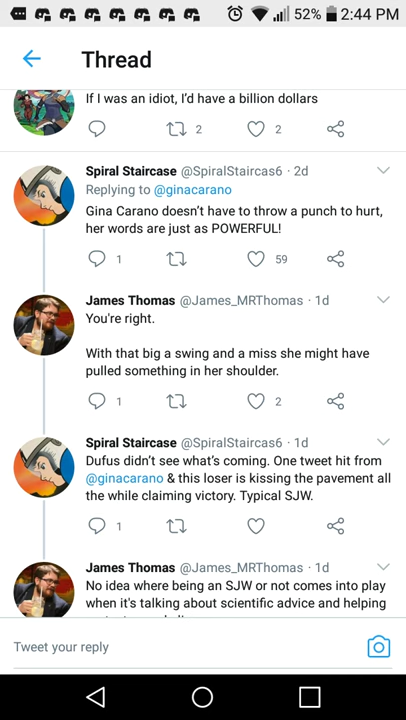 52% 2:44 PM
Thread
If I was an idiot, I'd have a billion dollars
2 2
Spiral Staircase @SpiralStaircas6 · 2d
Replying to @ginacarano
Gina Carano doesn't have to throw a punch to hurt,
her words are just as POWERFUL!
1 59
James Thomas @James_MRThomas · 1d
You're right.
With that big a swing and a miss she might have
pulled something in her shoulder.
1 2
Spiral Staircase @SpiralStaircas6 · 1d
Dufus didn't see what's coming. One tweet hit from
@ginacarano & this loser is kissing the pavement all
the while claiming victory. Typical SJW.
1
James Thomas @James_MRThomas · 1d
No idea where being an SJW or not comes into play
when it's talking about scientific advice and helping
Tweet your reply